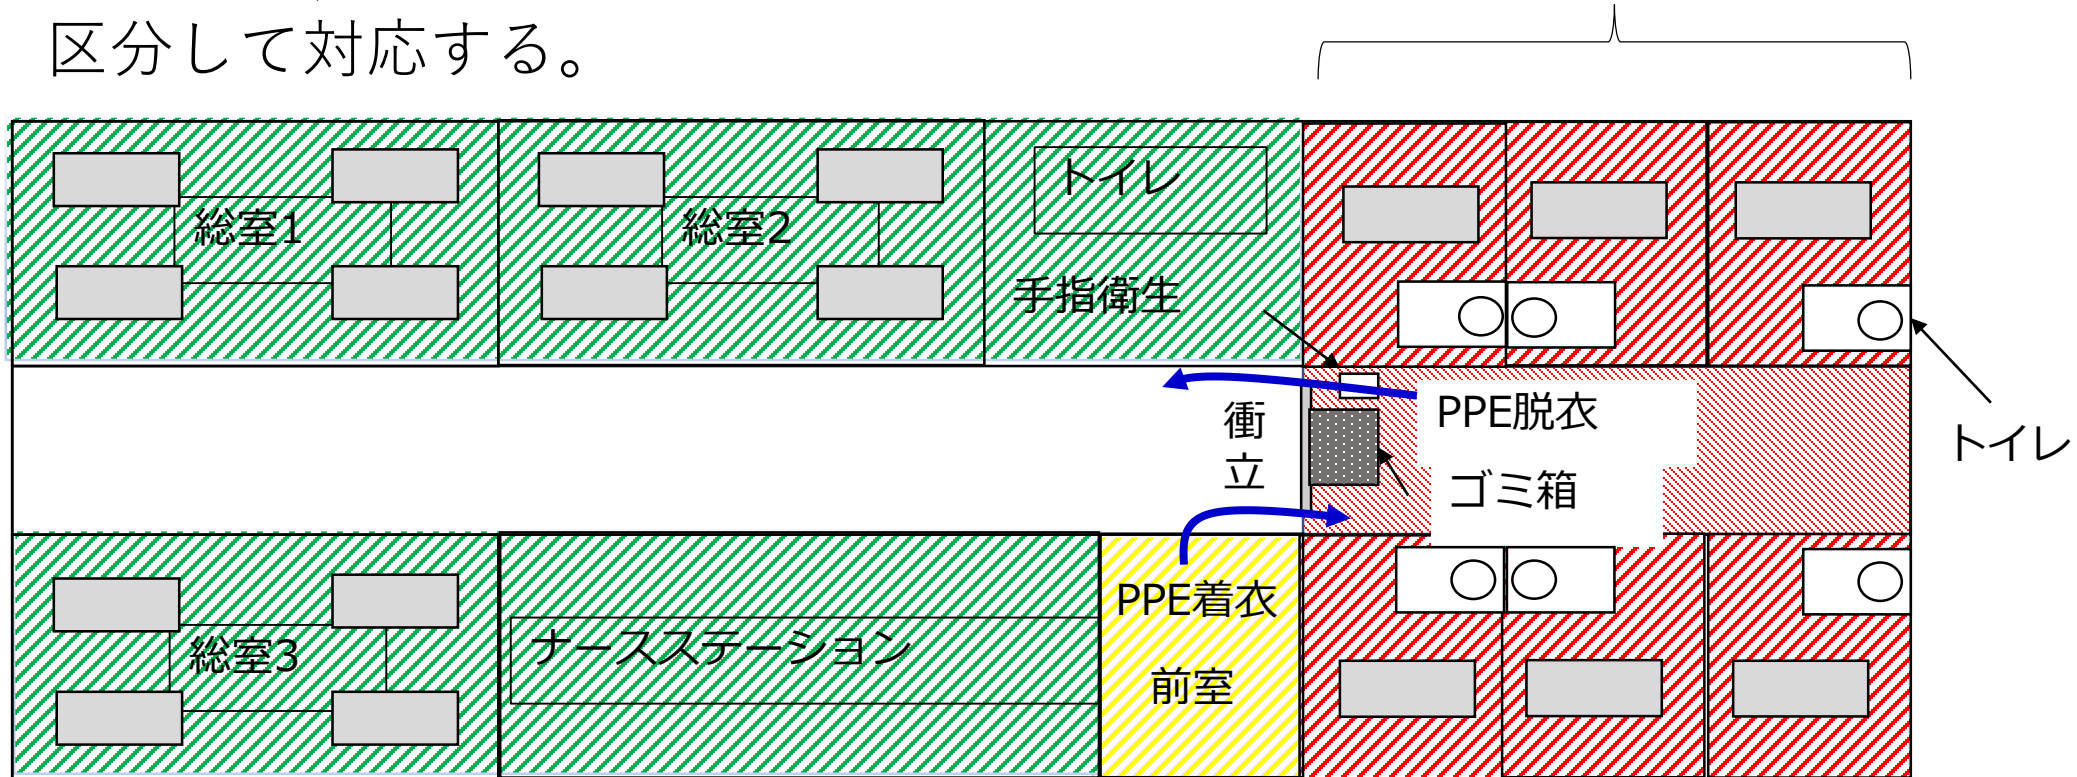 区分して対応する。
トイレ
総室1
総室2
手指衛生
衝
立
PPE脱衣
トイレ
ゴミ箱
PPE着衣
総室3
ナースステーション
前室